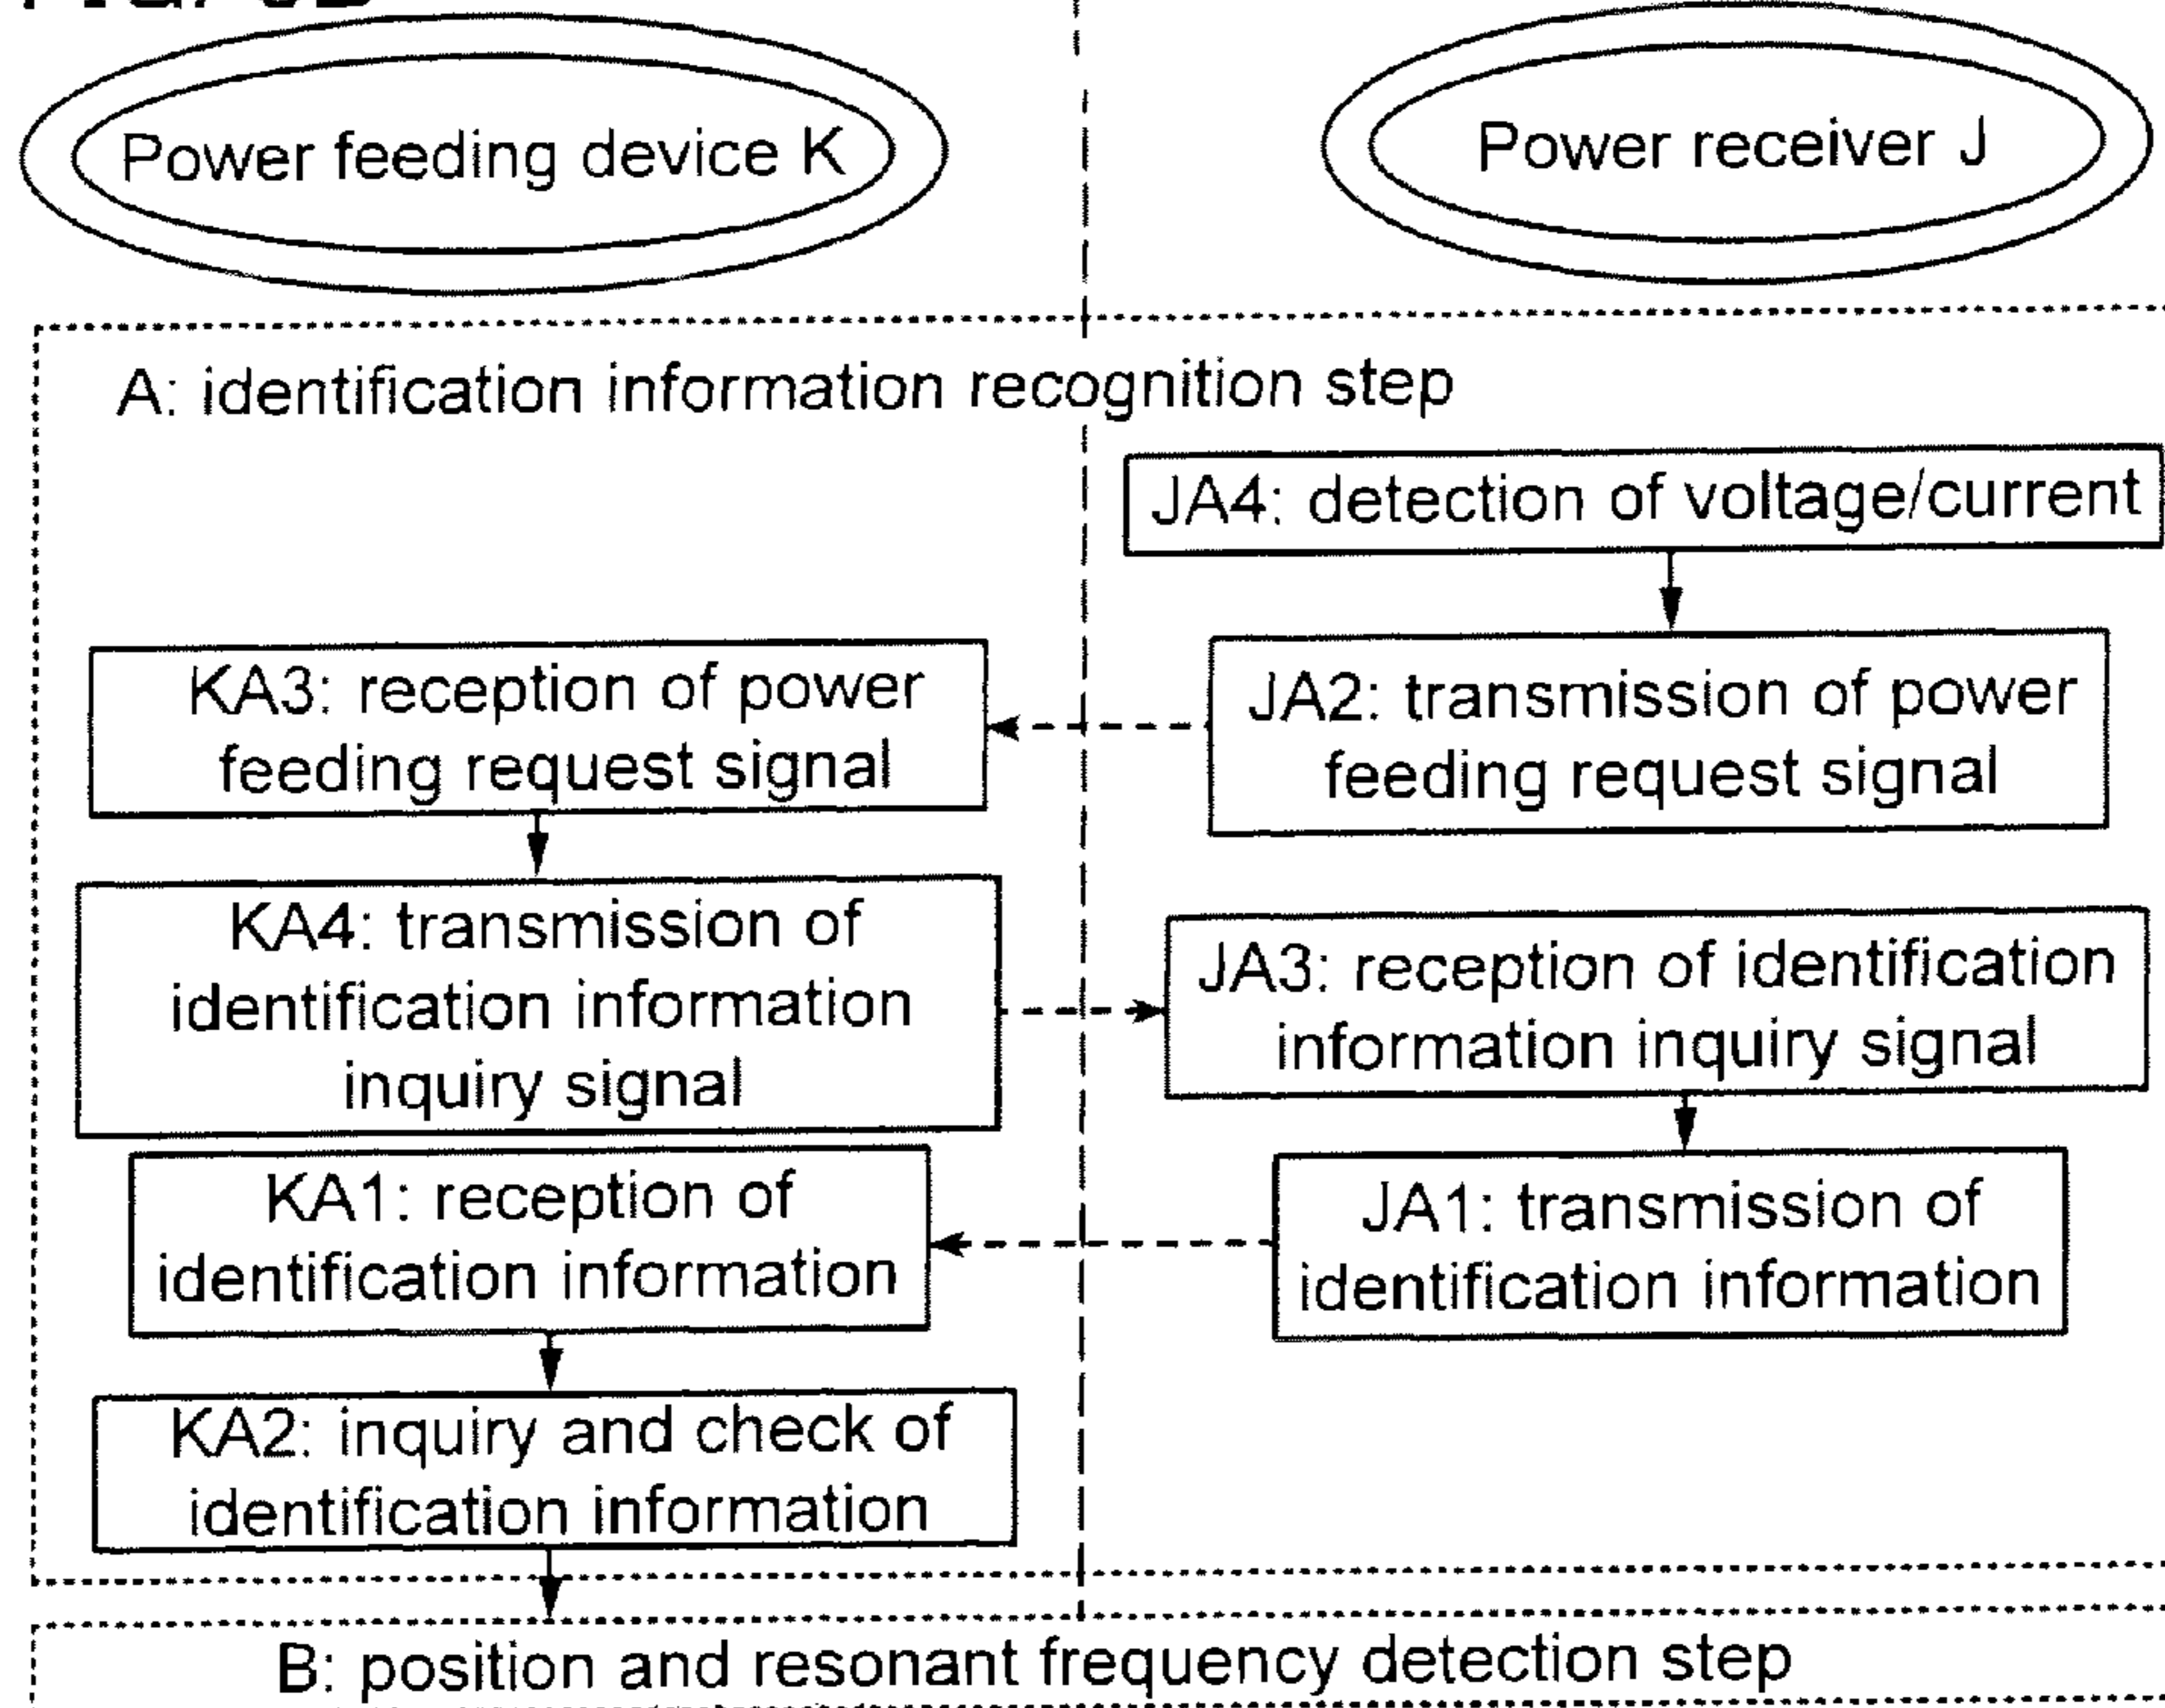 Power feeding device K
Power receiver J
A: identification information recognition step
JA4: detection of voltage/current
KA3: reception of power
feeding request signal
JA2: transmission of power
feeding request signal
KA4: transmission of
identification information
inquiry signal
JA3: reception of identification
information inquiry signal
KA1: reception of
identification information
JA1: transmission of
identification information
KA2: inquiry and check of
identification information
B: position and resonant frequency detection step